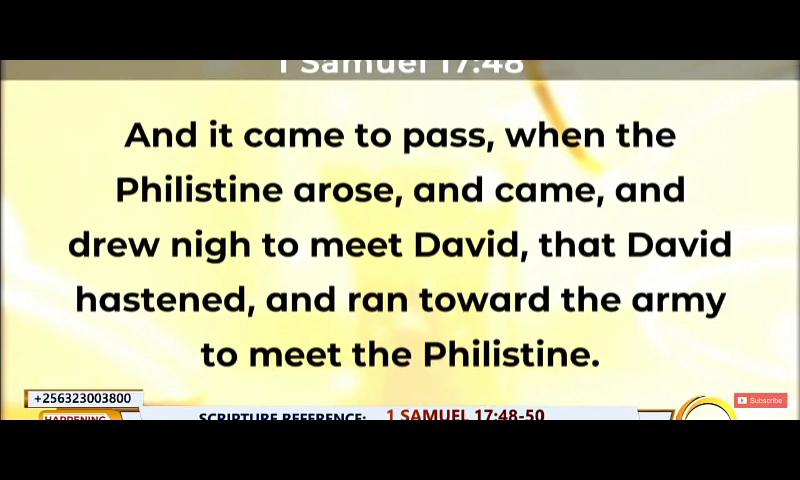 1 Samuel 17:48
And it came to pass, when the
Philistine arose, and came, and
drew nigh to meet David, that David
hastened, and ran toward the army
to meet the Philistine.
+256323003800
Subscribe
HAPPENING
SCRIPTURE REFERENCE: 1 SAMUEL 17:48-50